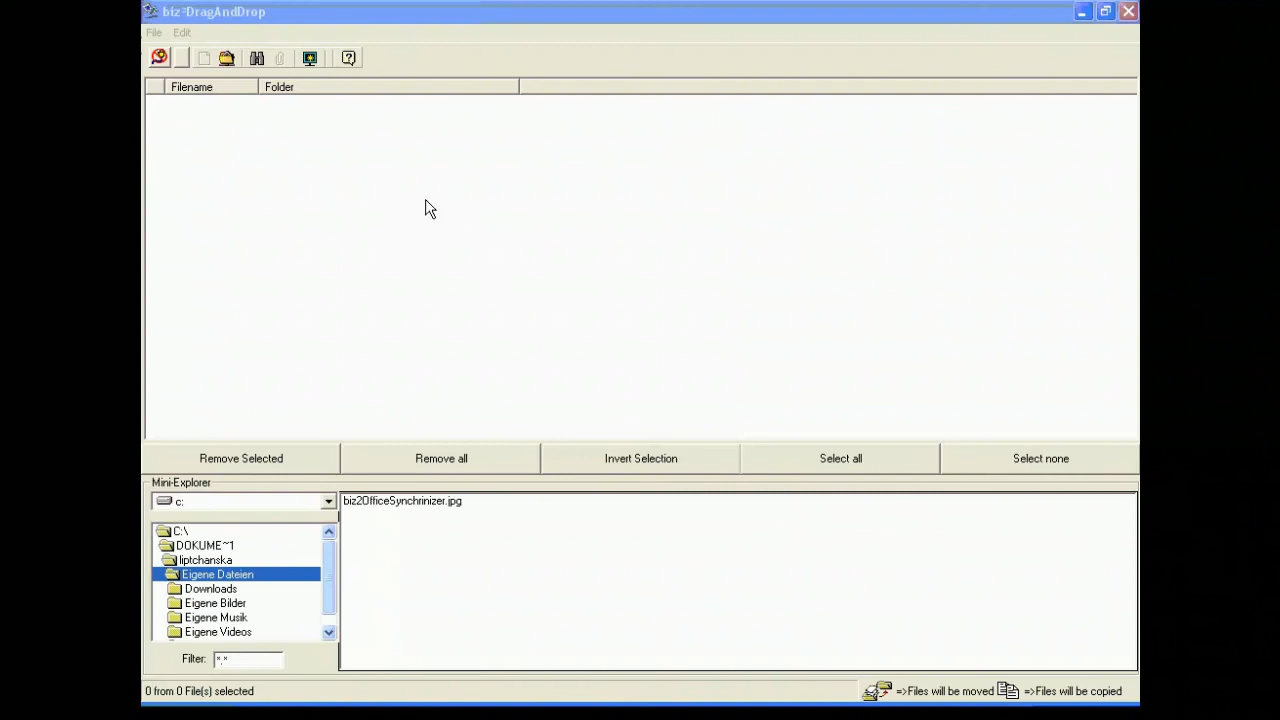 biz²DragAndDrop
File Edit
Filename Folder
Remove Selected Remove all Invert Selection Select all Select none
Mini-Explorer
c:
biz2OfficeSynchrinizer.jpg
C:\
DOKUME~1
liptchanska
Eigene Dateien
Downloads
Eigene Bilder
Eigene Musik
Eigene Videos
Filter: *.*
0 from 0 File(s) selected =>Files will be moved =>Files will be copied